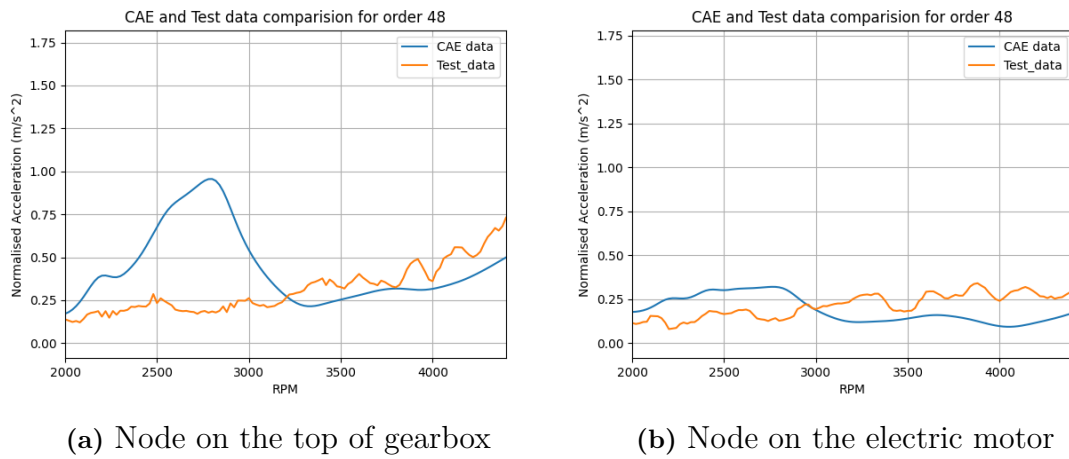 CAE and Test data comparision for order 48
CAE data
Test_data
1.75
1.50
1.25
1.00
0.75
0.50
0.25
0.00
Normalised Acceleration (m/s^2)
2000 2500 3000 3500 4000
RPM
(a) Node on the top of gearbox
CAE and Test data comparision for order 48
CAE data
Test_data
1.75
1.50
1.25
1.00
0.75
0.50
0.25
0.00
Normalised Acceleration (m/s^2)
2000 2500 3000 3500 4000
RPM
(b) Node on the electric motor